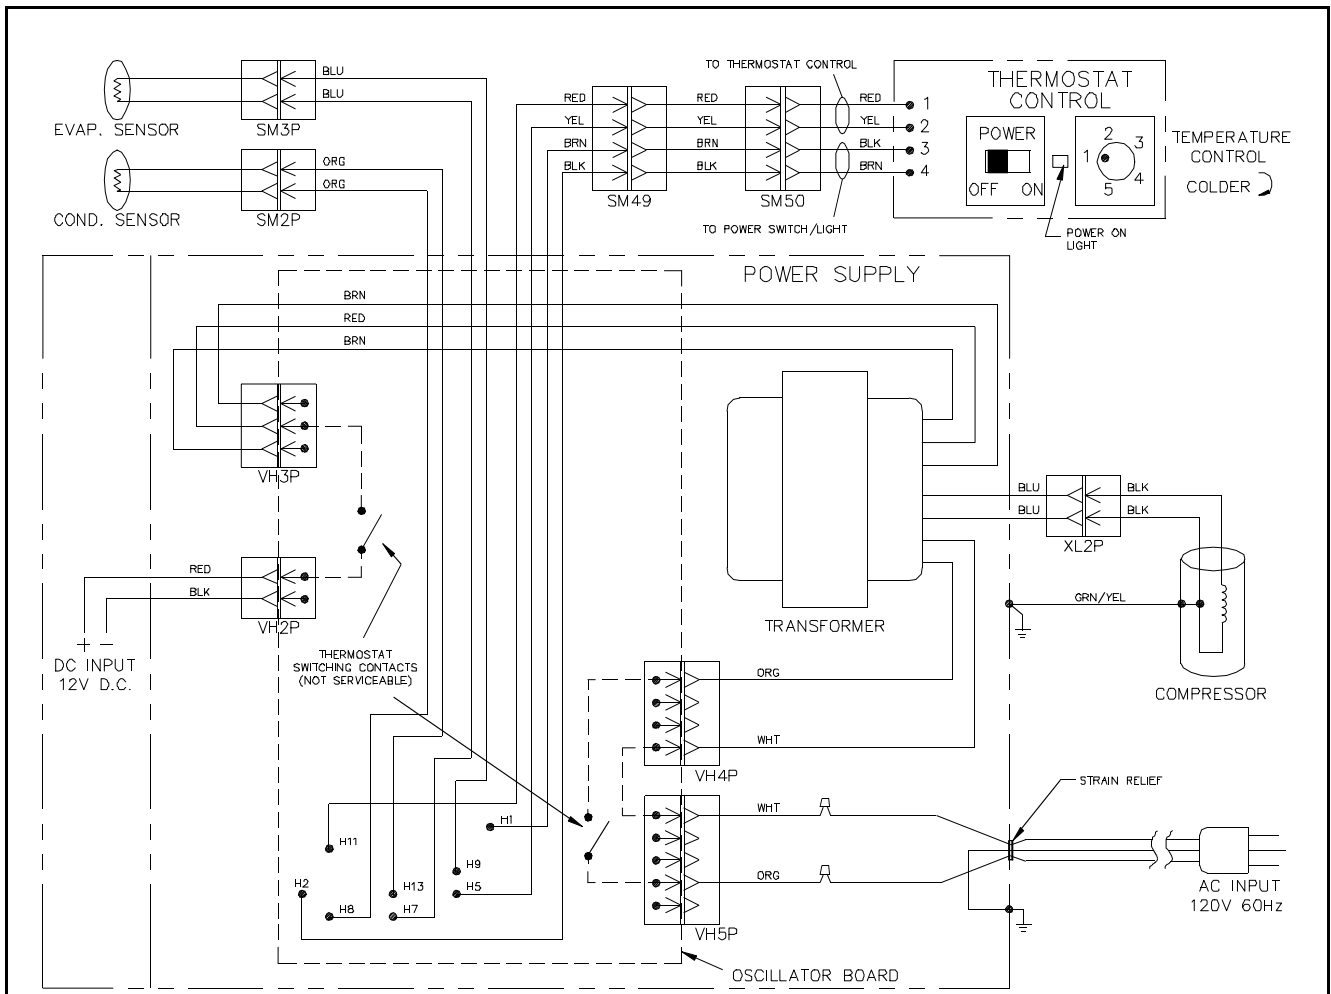 BLU
BLU
EVAP. SENSOR
SM3P
ORG
ORG
COND. SENSOR
SM2P
TO THERMOSTAT CONTROL
RED
YEL
BRN
BLK
SM49
RED
YEL
BRN
BLK
SM50
RED
YEL
BLK
BRN
TO POWER SWITCH/LIGHT
1
2
3
4
THERMOSTAT
CONTROL
POWER
OFF ON
1
2
3
4
5
TEMPERATURE
CONTROL
COLDER
POWER ON
LIGHT
POWER SUPPLY
BRN
RED
BRN
VH3P
RED
BLK
VH2P
+ −
DC INPUT
12V D.C.
THERMOSTAT
SWITCHING CONTACTS
(NOT SERVICEABLE)
TRANSFORMER
BLU
BLU
BLK
BLK
XL2P
GRN/YEL
COMPRESSOR
ORG
WHT
VH4P
WHT
ORG
VH5P
STRAIN RELIEF
AC INPUT
120V 60Hz
H1
H11
H9
H2
H13
H5
H8
H7
OSCILLATOR BOARD